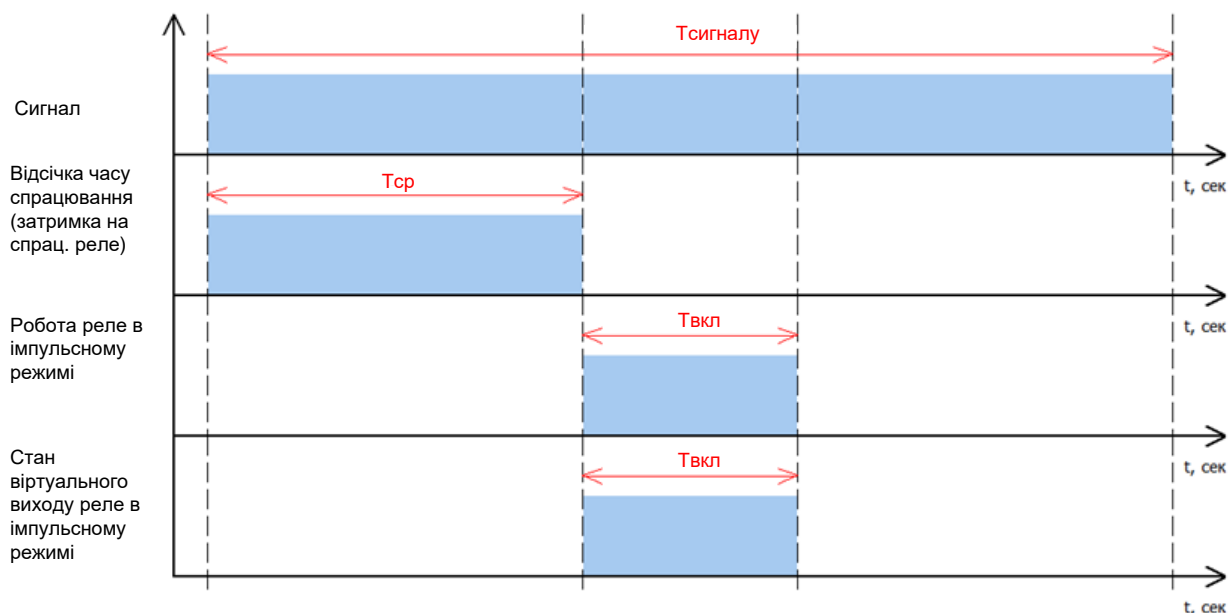 Тсигналу
Сигнал
t, сек
Відсічка часу
спрацювання
(затримка на
спрац. реле)
Тср
t, сек
Робота реле в
імпульсному
режимі
Твкл
t, сек
Стан
віртуального
виходу реле в
імпульсному
режимі
Твкл
t, сек